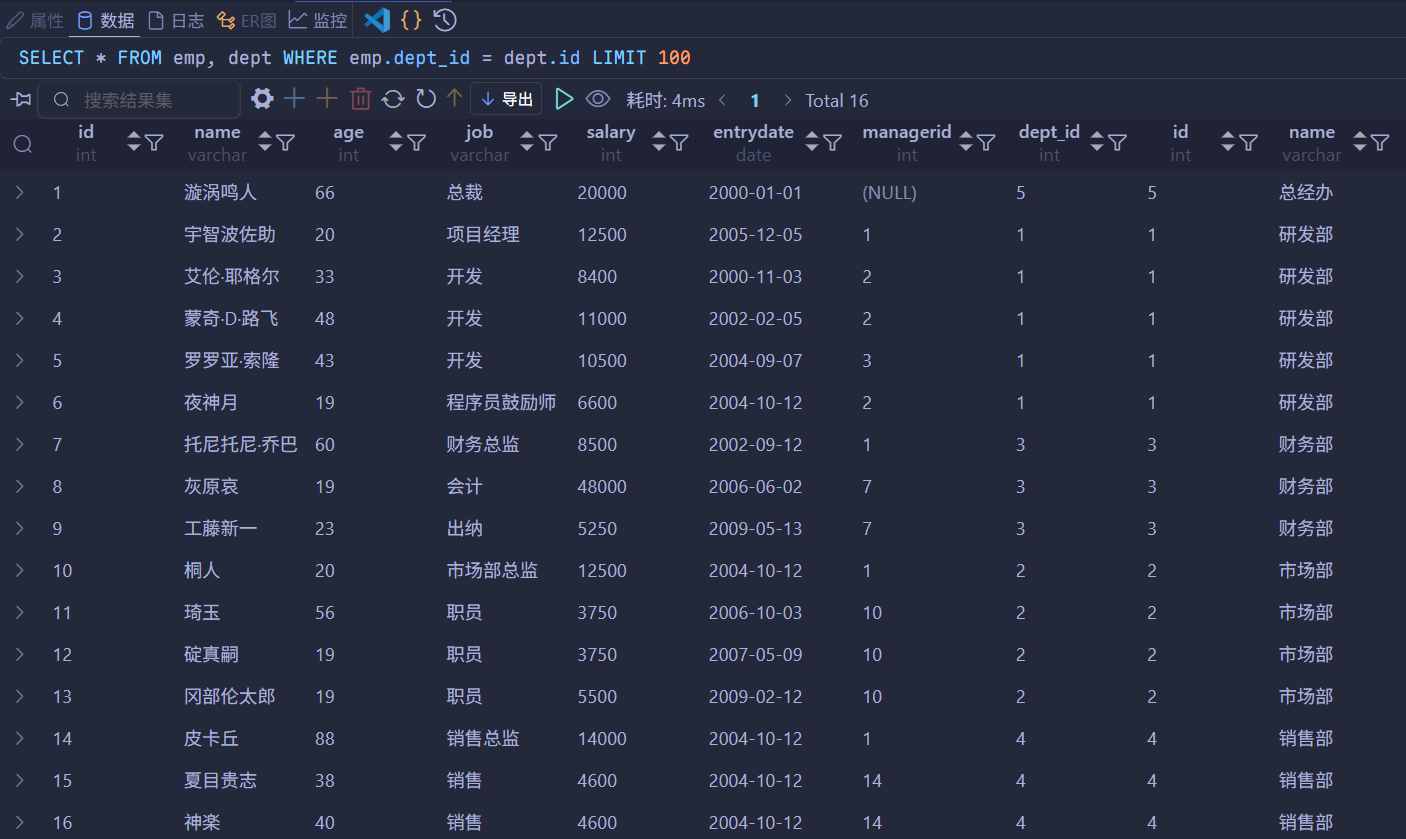 属性 数据 日志 ER图 监控 {}
SELECT * FROM emp, dept WHERE emp.dept_id = dept.id LIMIT 100
搜索结果集 导出 耗时: 4ms 1 Total 16
id name age job salary entrydate managerid dept_id id name
int varchar int varchar int date int int int varchar
1 漩涡鸣人 66 总裁 20000 2000-01-01 (NULL) 5 5 总经办
2 宇智波佐助 20 项目经理 12500 2005-12-05 1 1 1 研发部
3 艾伦·耶格尔 33 开发 8400 2000-11-03 2 1 1 研发部
4 蒙奇·D·路飞 48 开发 11000 2002-02-05 2 1 1 研发部
5 罗罗亚·索隆 43 开发 10500 2004-09-07 3 1 1 研发部
6 夜神月 19 程序员鼓励师 6600 2004-10-12 2 1 1 研发部
7 托尼托尼·乔巴 60 财务总监 8500 2002-09-12 1 3 3 财务部
8 灰原哀 19 会计 48000 2006-06-02 7 3 3 财务部
9 工藤新一 23 出纳 5250 2009-05-13 7 3 3 财务部
10 桐人 20 市场部总监 12500 2004-10-12 1 2 2 市场部
11 琦玉 56 职员 3750 2006-10-03 10 2 2 市场部
12 碇真嗣 19 职员 3750 2007-05-09 10 2 2 市场部
13 冈部伦太郎 19 职员 5500 2009-02-12 10 2 2 市场部
14 皮卡丘 88 销售总监 14000 2004-10-12 1 4 4 销售部
15 夏目贵志 38 销售 4600 2004-10-12 14 4 4 销售部
16 神楽 40 销售 4600 2004-10-12 14 4 4 销售部